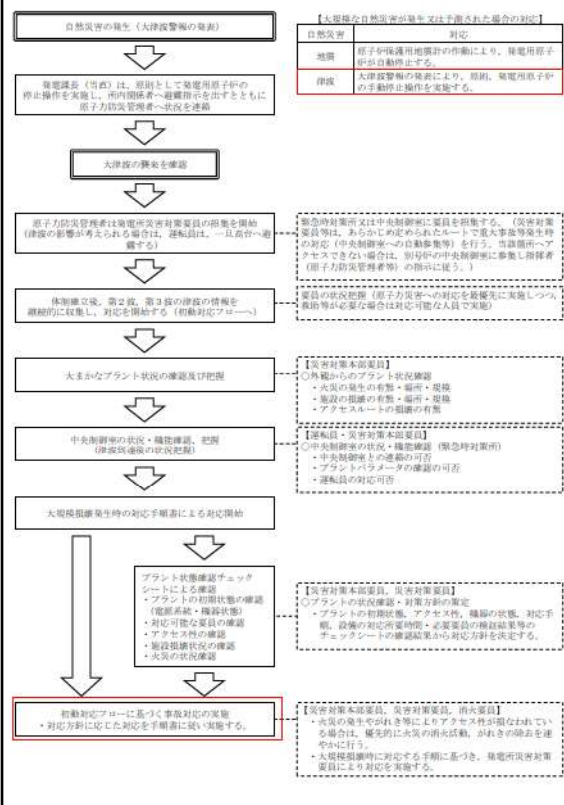 自然災害の発生(大津波警報の発表)
【大規模な自然災害が発生又は予測された場合の対応】
自然災害
対応
地震
原子炉保護用地震計の作動により、発電用原子
炉が自動停止する。
津波
大津波警報の発表により、原則、発電用原子炉
の手動停止操作を実施する。
発電課長(当直)は、原則として発電用原子炉の
停止操作を実施し、所内関係者へ避難指示を出すとともに
原子力防災管理者へ状況を連絡
大津波の襲来を確認
原子力防災管理者は発電所災害対策要員の招集を開始
(津波の影響が考えられる場合は、運転員は、一旦高台へ避
難する)
緊急時対策所又は中央制御室に要員を招集する。(災害対策
要員等は、あらかじめ定められたルートで重大事故等発生時
の対応(中央制御室への自動参集等)を行う。当該箇所へア
クセスできない場合は、別号炉の中央制御室に参集し指揮者
(原子力防災管理者等)の指示に従う。)
体制確立後、第2波、第3波の津波の情報を
継続的に収集し、対応を開始する(初動対応フローへ)
要員の状況把握(原子力災害への対応を最優先に実施しつつ、
救助等が必要な場合は対応可能な人員で実施)
大まかなプラント状況の確認及び把握
【災害対策本部要員】
○外観からのプラント状況確認
・火災の発生の有無・場所・規模
・施設の損壊の有無・場所・規模
・アクセスルートの損壊の有無
中央制御室の状況・機能確認、把握
(津波到達後の状況把握)
【運転員・災害対策本部要員】
○中央制御室の状況・機能確認(緊急時対策所)
・中央制御室との連絡の可否
・プラントパラメータの確認の可否
・運転員の対応可否
大規模損壊発生時の対応手順書による対応開始
プラント状態確認チェック
シートによる確認
・プラントの初期状態の確認
(電源系統・機器状態)
・対応可能な要員の確認
・アクセス性の確認
・施設損壊状況の確認
・火災の状況確認
【災害対策本部要員、災害対策要員】
○プラントの状況確認・対策方針の策定
・プラントの初期状態、アクセス性、機器の状態、対応手
順、設備の対応所要時間・必要要員の検証結果等の
チェックシートの確認結果から対応方針を決定する。
初動対応フローに基づく事故対応の実施
・対応方針に応じた対応を手順書に従い実施する。
【災害対策本部要員、災害対策要員、消火要員】
・火災の発生やがれき等によりアクセス性が損なわれてい
る場合は、優先的に火災の消火活動、がれきの除去を速
やかに行う。
・大規模損壊時に対応する手順に基づき、発電所災害対策
要員により対応を実施する。